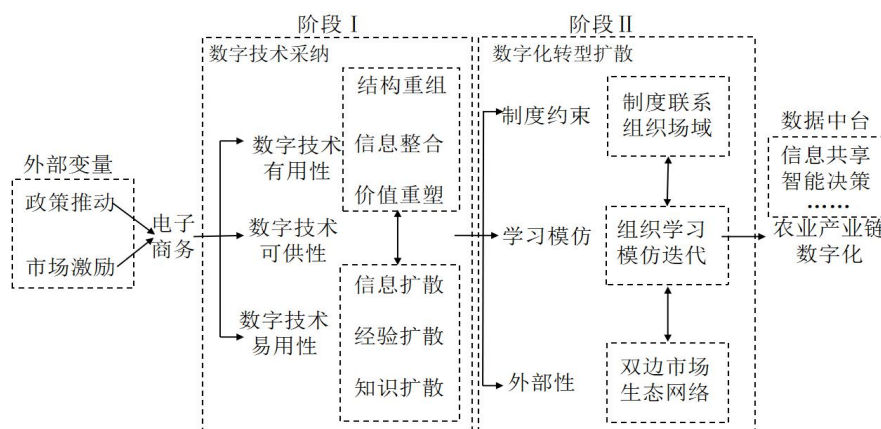 阶段Ⅰ
阶段Ⅱ
外部变量
政策推动
市场激励
电子
商务
数字技术采纳
数字技术
有用性
数字技术
可供性
数字技术
易用性
结构重组
信息整合
价值重塑
信息扩散
经验扩散
知识扩散
数字化转型扩散
制度约束
学习模仿
外部性
制度联系
组织场域
组织学习
模仿迭代
双边市场
生态网络
数据中台
信息共享
智能决策
……
农业产业链
数字化